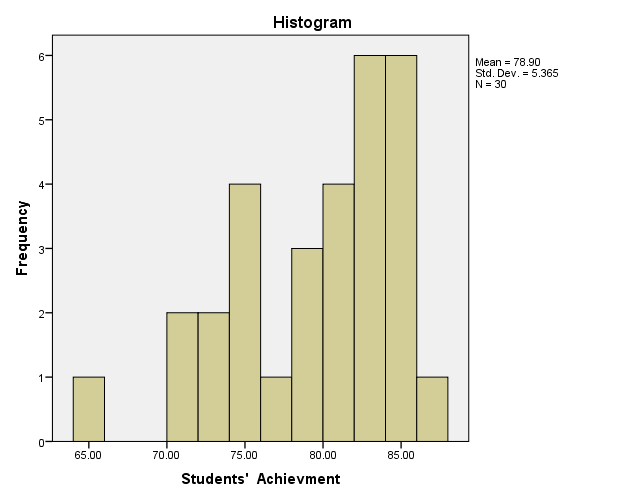 Histogram
Mean = 78.90
Std. Dev. = 5.365
N = 30
Frequency
6
5
4
3
2
1
0
65.00 70.00 75.00 80.00 85.00
Students' Achievment